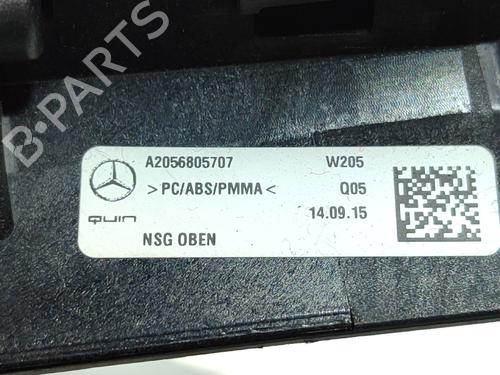 B·PARTS
A2056805707 W205
>PC/ABS/PMMA< Q05
QUIN 14.09.15
NSG OBEN